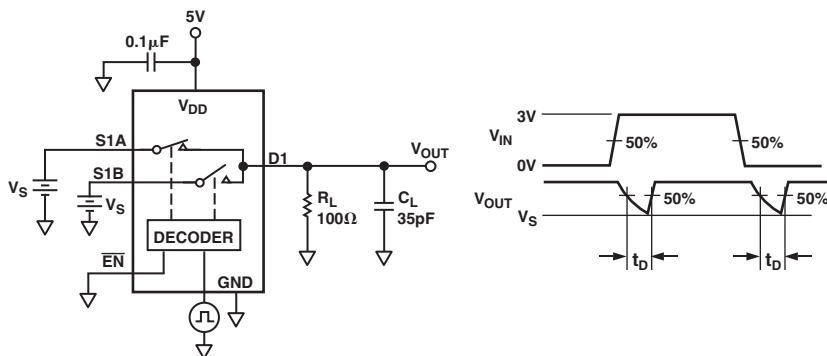 5V
0.1µF
VDD
S1A
S1B
VS
VS
D1
VOUT
RL
100Ω
CL
35pF
DECODER
EN
GND
3V
VIN
0V
50%
50%
VOUT
VS
50%
50%
tD
tD